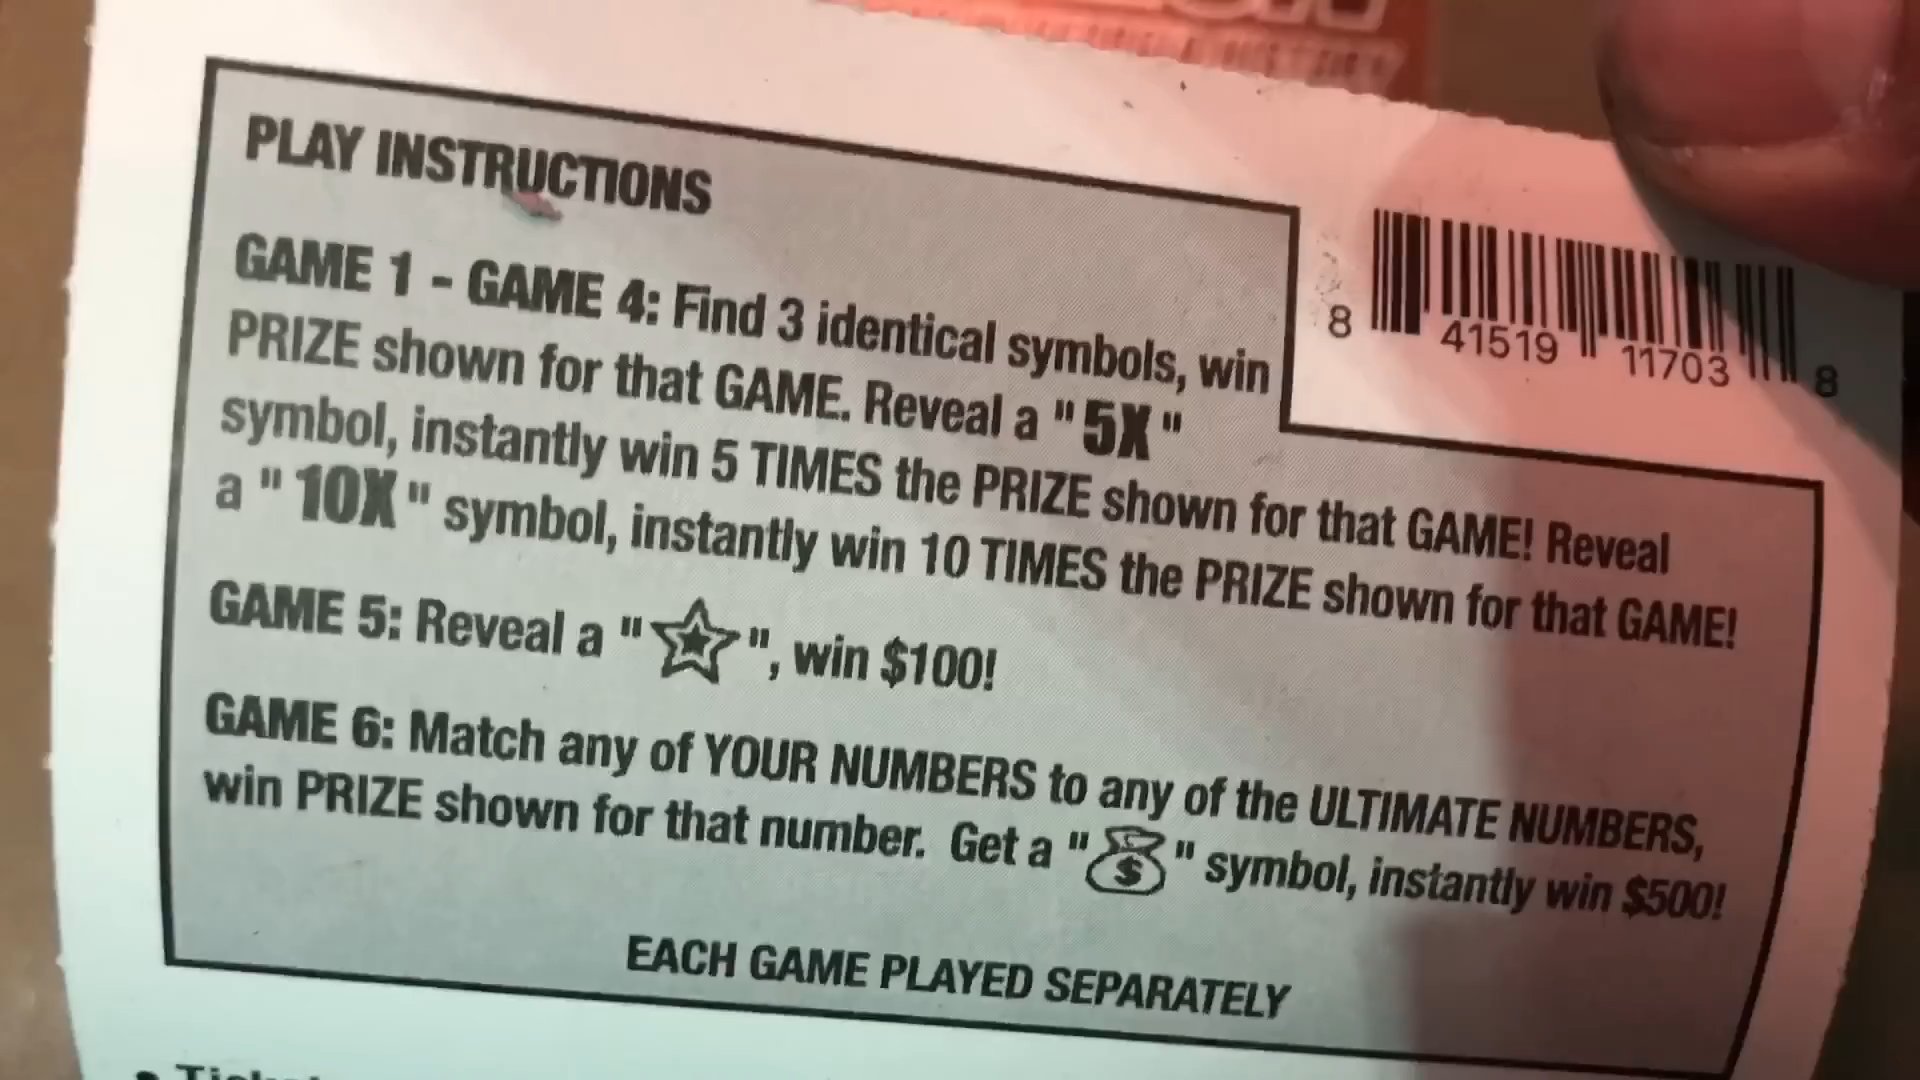 PLAY INSTRUCTIONS
GAME 1 - GAME 4: Find 3 identical symbols, win
PRIZE shown for that GAME. Reveal a "5X"
symbol, instantly win 5 TIMES the PRIZE shown for that GAME! Reveal
a "10X" symbol, instantly win 10 TIMES the PRIZE shown for that GAME!
GAME 5: Reveal a "", win $100!
GAME 6: Match any of YOUR NUMBERS to any of the ULTIMATE NUMBERS,
win PRIZE shown for that number. Get a "" symbol, instantly win $500!
EACH GAME PLAYED SEPARATELY
8 41519 11703 8